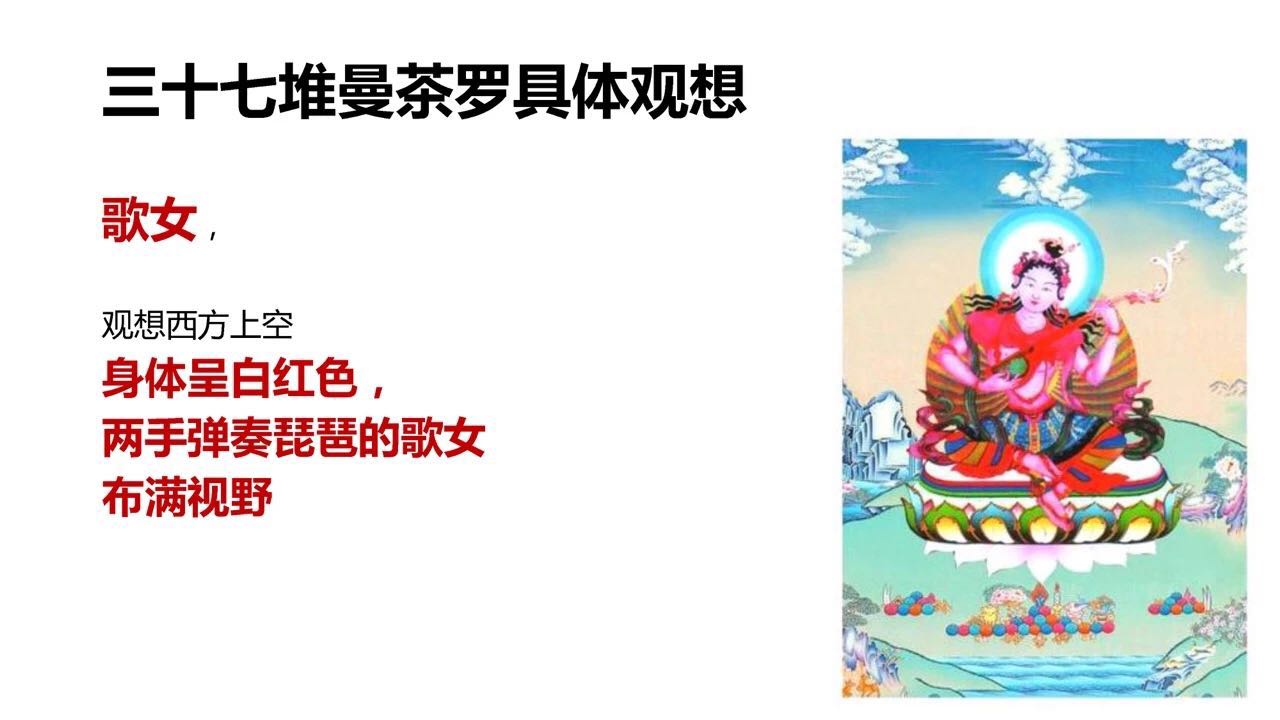 三十七堆曼茶罗具体观想
歌女，
观想西方上空
身体呈白红色，
两手弹奏琵琶的歌女
布满视野